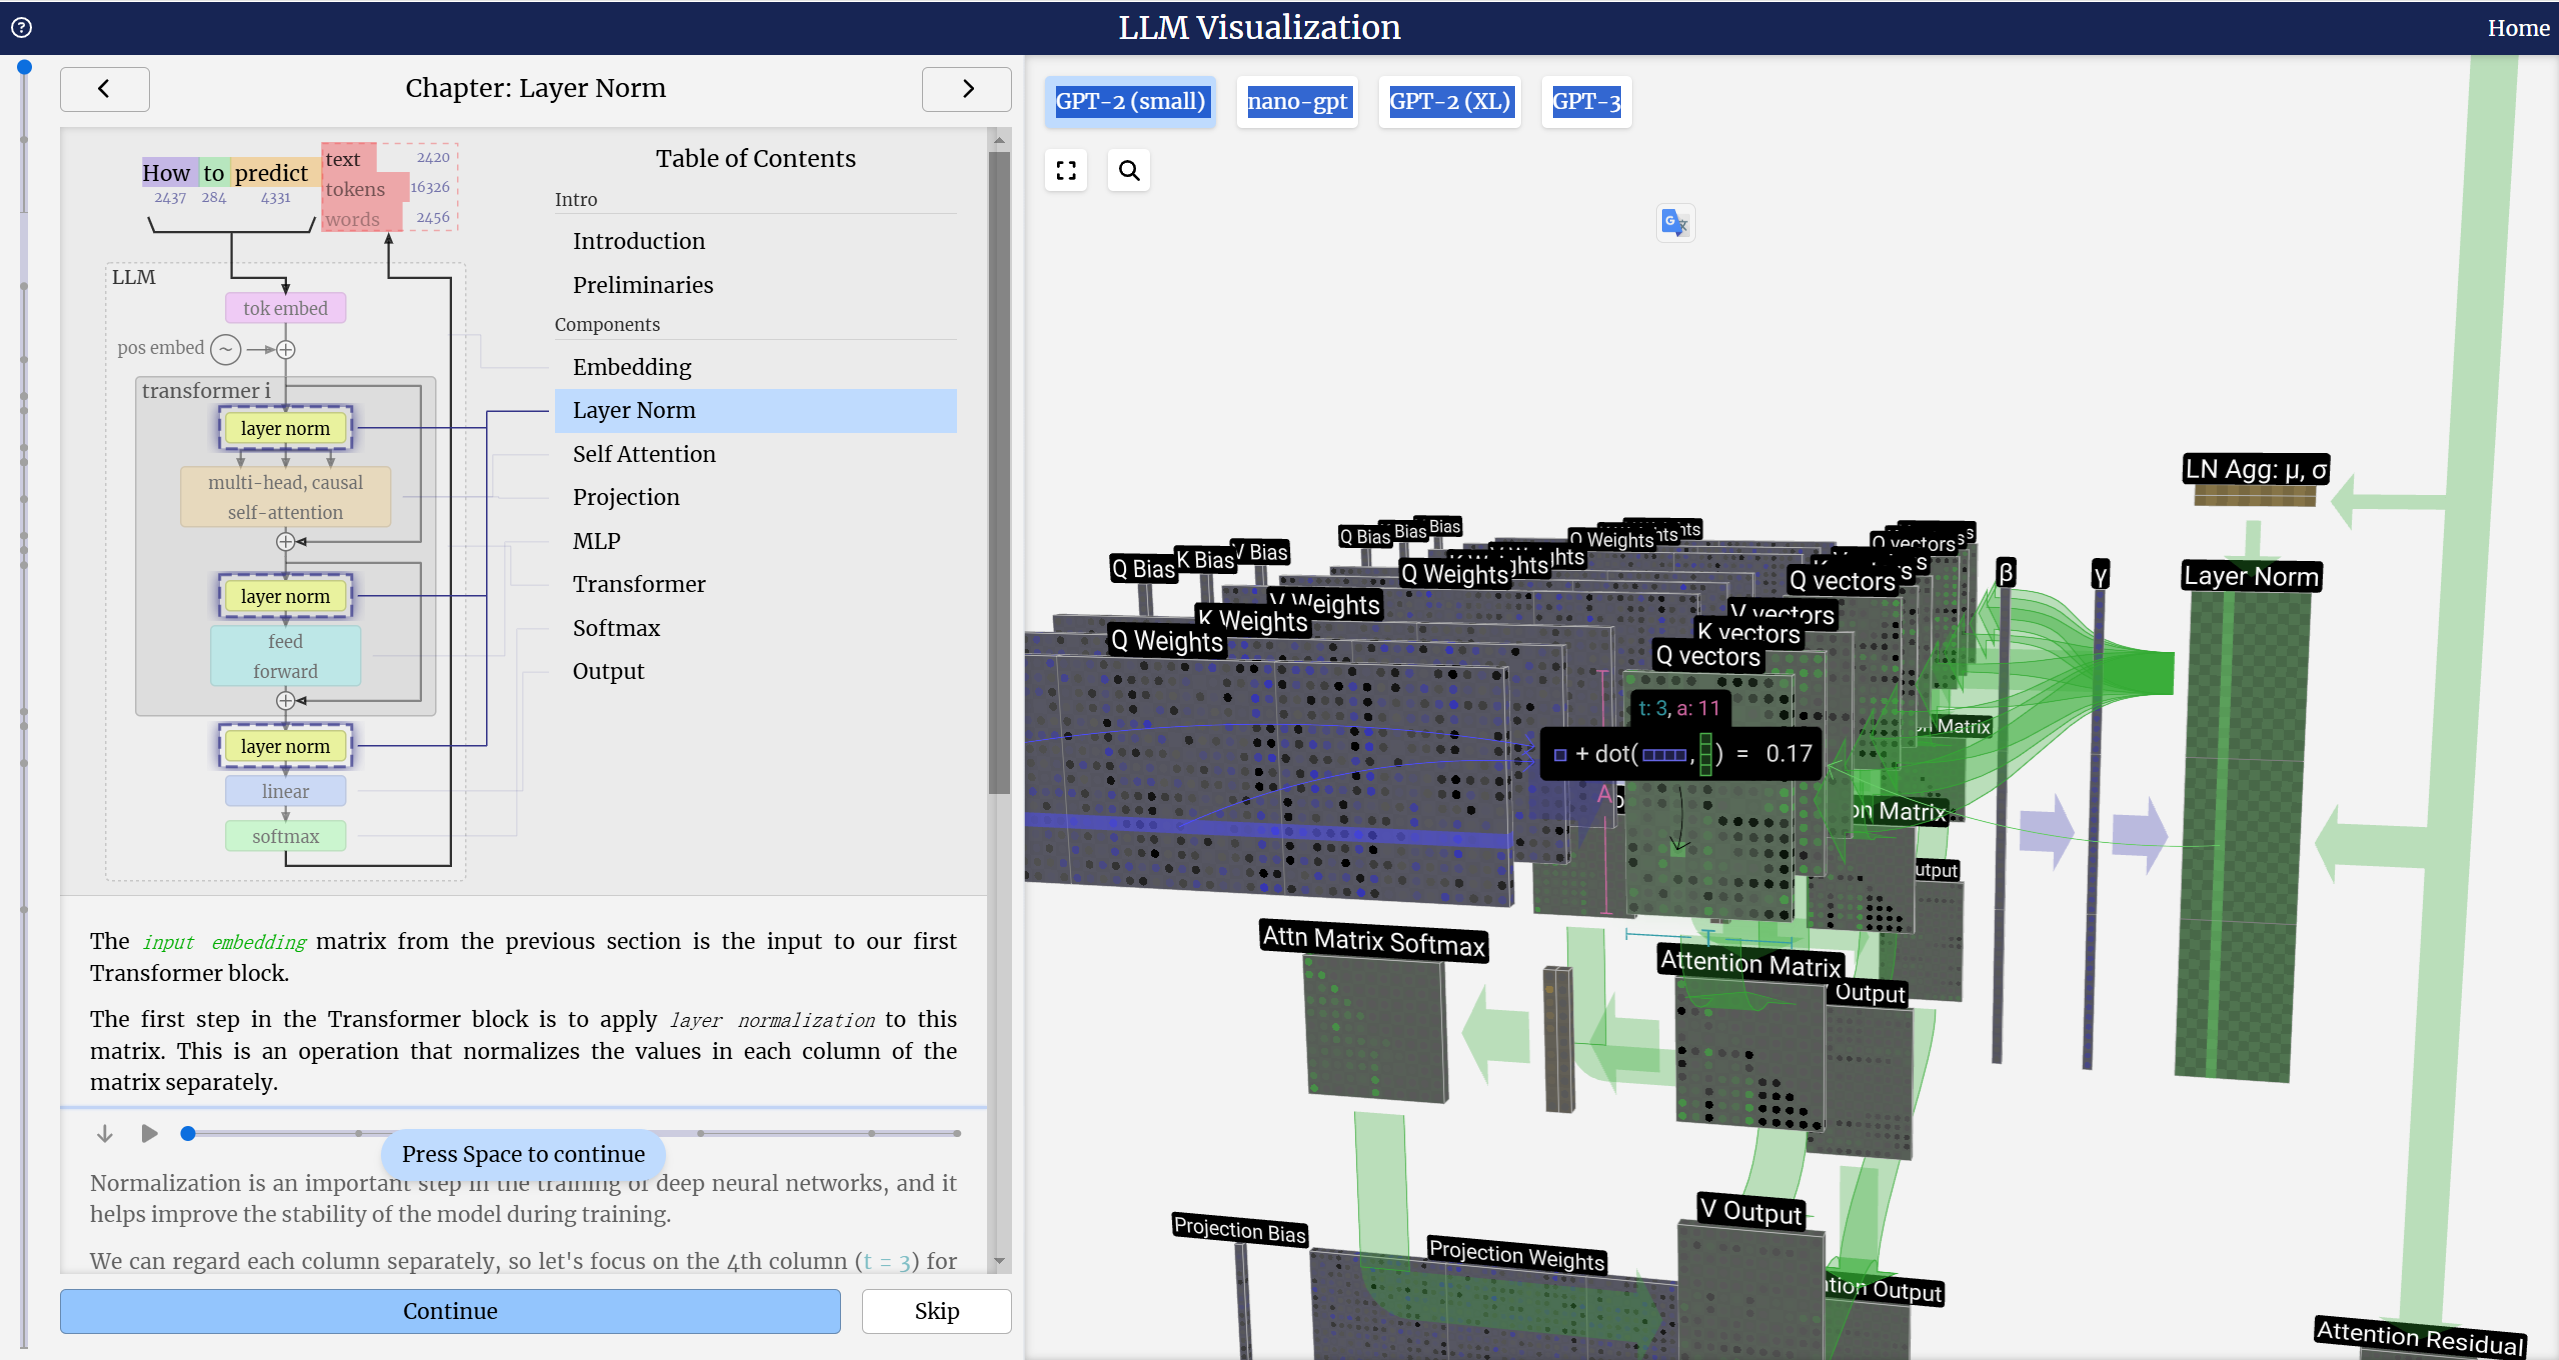 LLM Visualization
Home
Chapter: Layer Norm
How to predict
2437 284 4331
text 2420
tokens 16326
words 2456
LLM
tok embed
pos embed
transformer i
layer norm
multi-head, causal
self-attention
layer norm
feed
forward
layer norm
linear
softmax
Table of Contents
Intro
Introduction
Preliminaries
Components
Embedding
Layer Norm
Self Attention
Projection
MLP
Transformer
Softmax
Output
The input embedding matrix from the previous section is the input to our first
Transformer block.
The first step in the Transformer block is to apply layer normalization to this
matrix. This is an operation that normalizes the values in each column of the
matrix separately.
Press Space to continue
Normalization is an important step in the training of deep neural networks, and it
helps improve the stability of the model during training.
We can regard each column separately, so let's focus on the 4th column (t = 3) for
Continue
Skip
GPT-2 (small)
nano-gpt
GPT-2 (XL)
GPT-3
LN Agg: μ, σ
Layer Norm
β
γ
Q Bias
K Bias
V Bias
Q Bias
Bias
Bias
Q Weights
Q Weights
V Weights
K Weights
Q Weights
Q vectors
Q vectors
V vectors
K vectors
Q vectors
t: 3, a: 11
+ dot( , ) = 0.17
A
Matrix
on Matrix
utput
T
Attn Matrix Softmax
Attention Matrix
Output
V Output
Projection Bias
Projection Weights
tion Output
Attention Residual